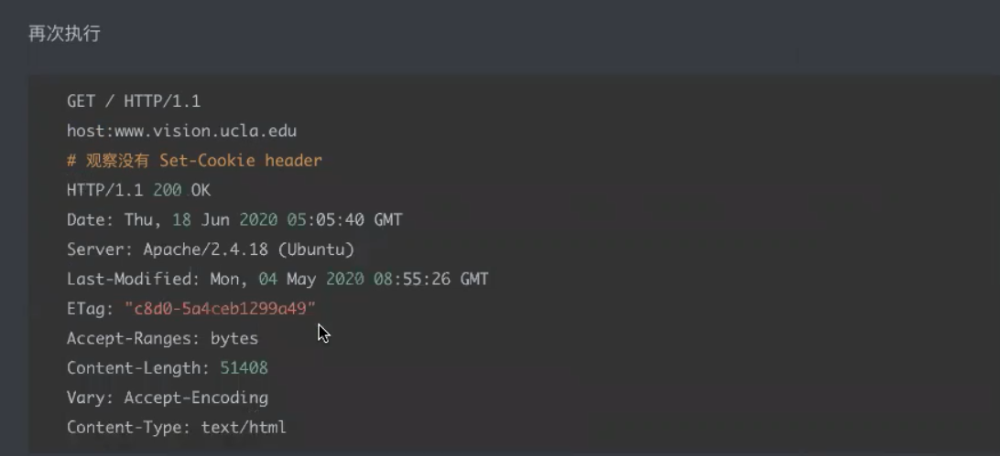 再次执行
GET / HTTP/1.1
host:www.vision.ucla.edu
# 观察没有 Set-Cookie header
HTTP/1.1 200 OK
Date: Thu, 18 Jun 2020 05:05:40 GMT
Server: Apache/2.4.18 (Ubuntu)
Last-Modified: Mon, 04 May 2020 08:55:26 GMT
ETag: "c8d0-5a4ceb1299a49"
Accept-Ranges: bytes
Content-Length: 51408
Vary: Accept-Encoding
Content-Type: text/html